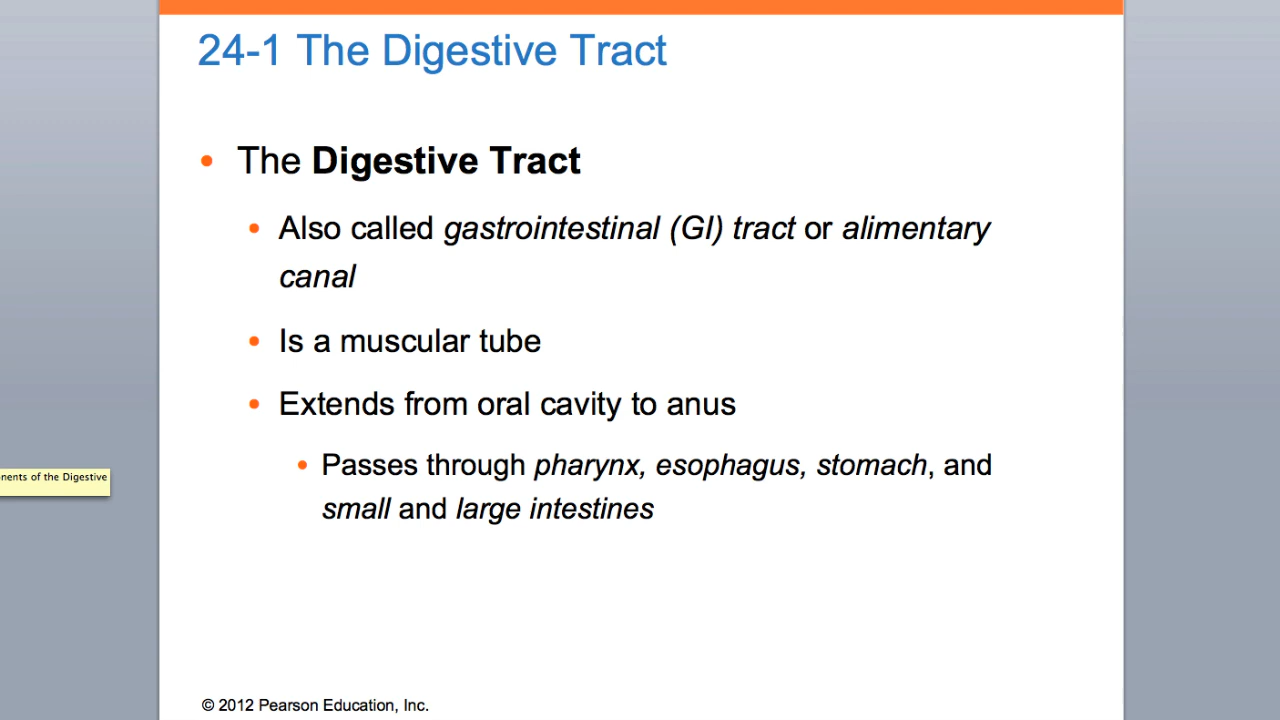 24-1 The Digestive Tract
• The Digestive Tract
• Also called gastrointestinal (GI) tract or alimentary
canal
• Is a muscular tube
• Extends from oral cavity to anus
nents of the Digestive
• Passes through pharynx, esophagus, stomach, and
small and large intestines
© 2012 Pearson Education, Inc.